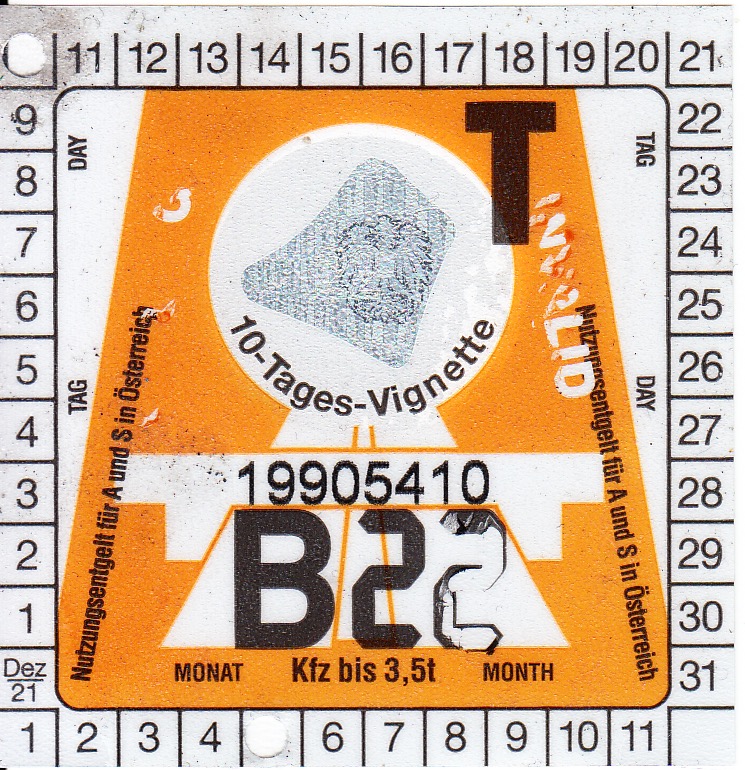 11 12 13 14 15 16 17 18 19 20 21
9 22
8 23
7 24
6 25
5 26
4 27
3 28
2 29
1 30
Dez 31
21
DAY
TAG
T
INVALID
10-Tages-Vignette
Nutzungsentgelt für A und S in Österreich
Nutzungsentgelt für A und S in Österreich
TAG
DAY
19905410
B22
MONAT Kfz bis 3,5t MONTH
1 2 3 4 6 7 8 9 10 11